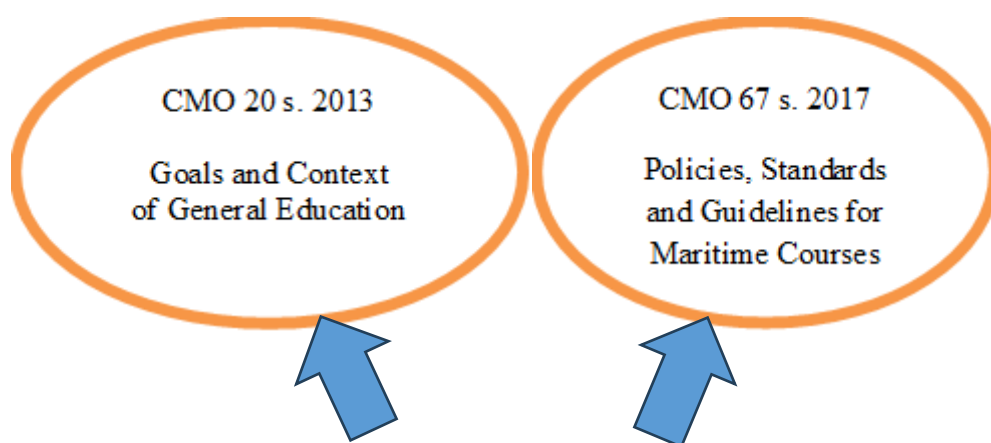 CMO 20 s. 2013
Goals and Context
of General Education
CMO 67 s. 2017
Policies, Standards
and Guidelines for
Maritime Courses